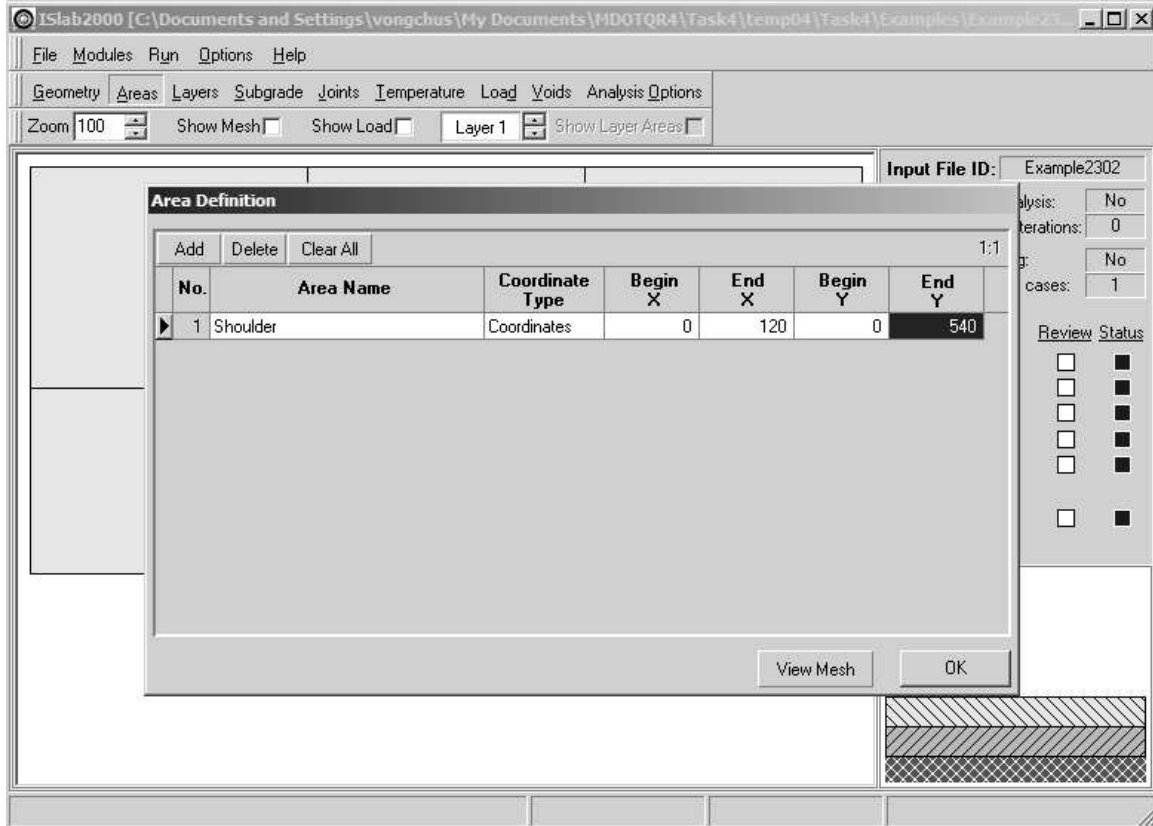 ISlab2000 [C:\Documents and Settings\vongchus\My Documents\MDOTQR4\Task4\temp04\Task4\Examples\Example23...
File Modules Run Options Help
Geometry Areas Layers Subgrade Joints Temperature Load Voids Analysis Options
Zoom 100 Show Mesh Show Load Layer 1 Show Layer Areas
Input File ID: Example2302
alysis: No
terations: 0
g: No
cases: 1
Review Status
Area Definition
Add Delete Clear All 1:1
No. Area Name Coordinate Type Begin X End X Begin Y End Y
1 Shoulder Coordinates 0 120 0 540
View Mesh OK